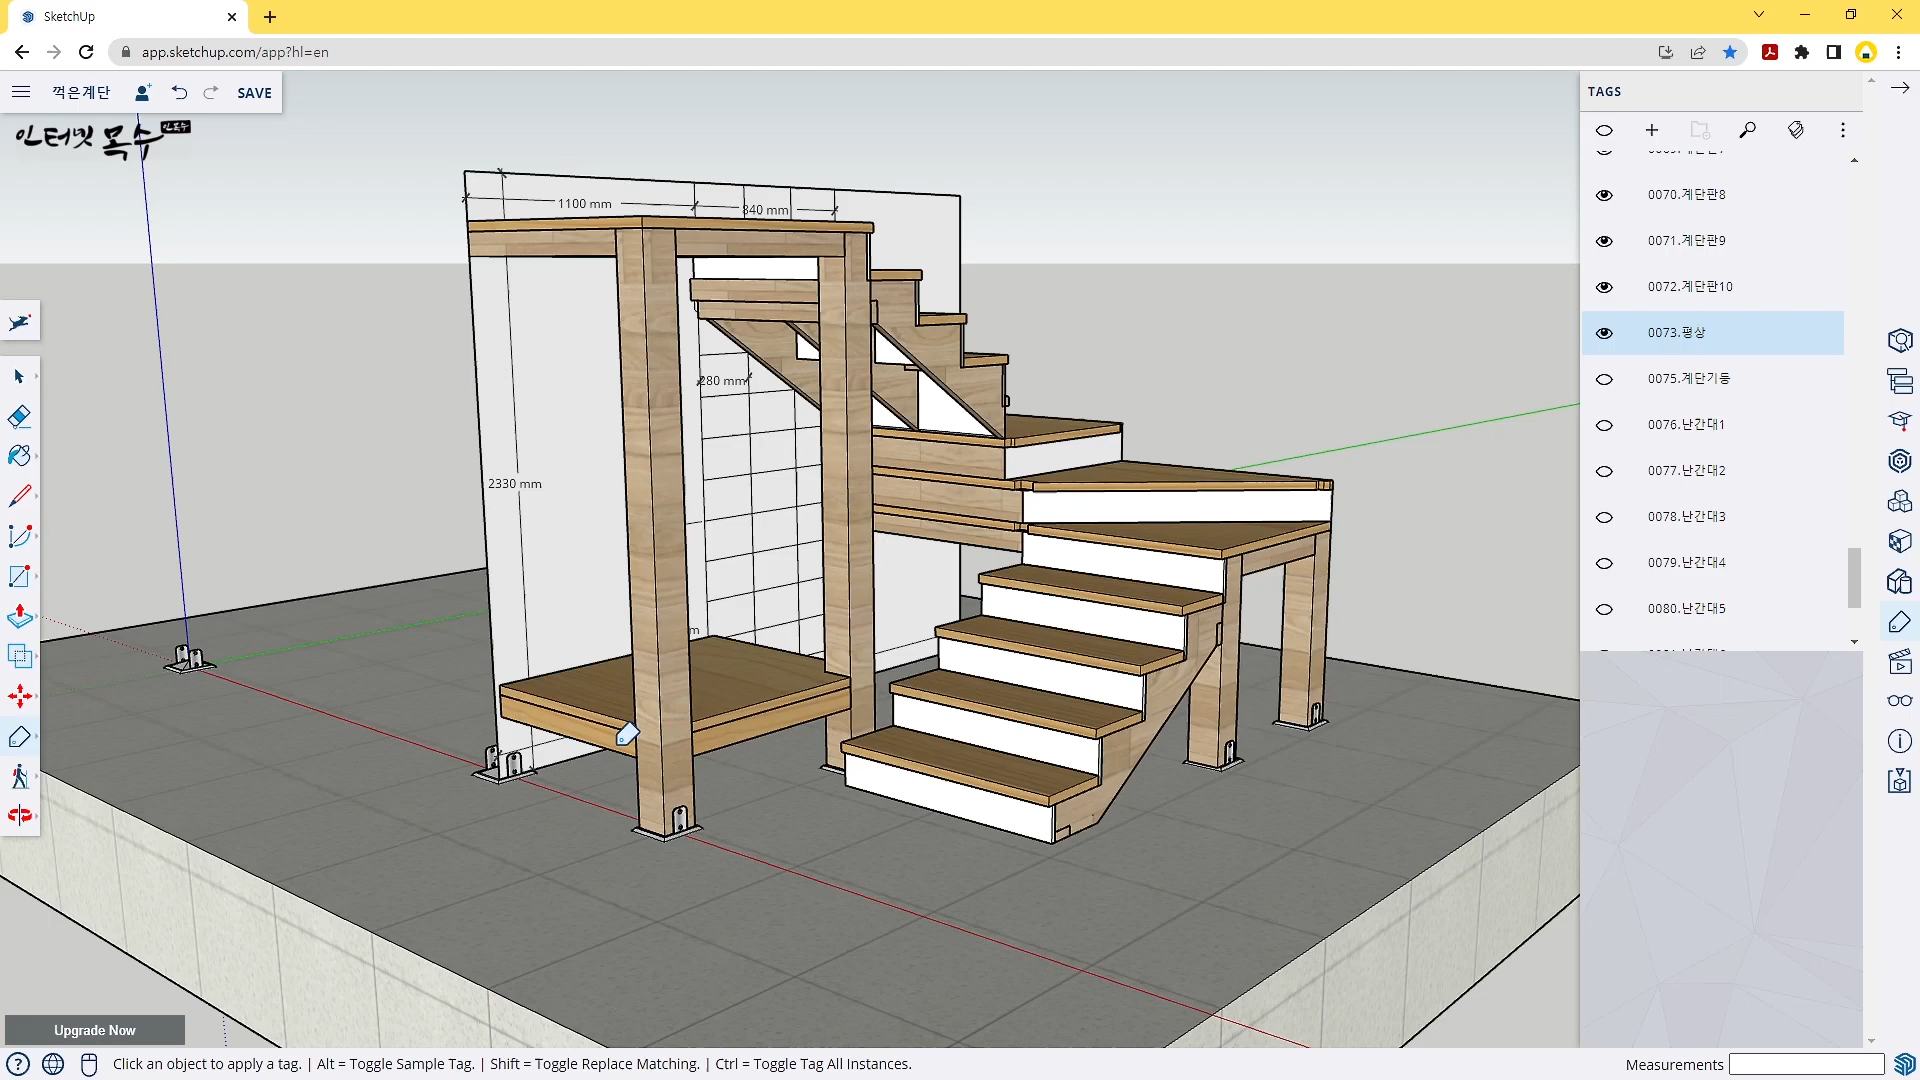 SketchUp
app.sketchup.com/app?hl=en
꺽은계단
SAVE
인터넷 목수
TAGS
0070.계단판8
0071.계단판9
0072.계단판10
0073.평상
0075.계단기둥
0076.난간대1
0077.난간대2
0078.난간대3
0079.난간대4
0080.난간대5
1100 mm
840 mm
280 mm
2330 mm
m
Upgrade Now
Click an object to apply a tag. | Alt = Toggle Sample Tag. | Shift = Toggle Replace Matching. | Ctrl = Toggle Tag All Instances.
Measurements